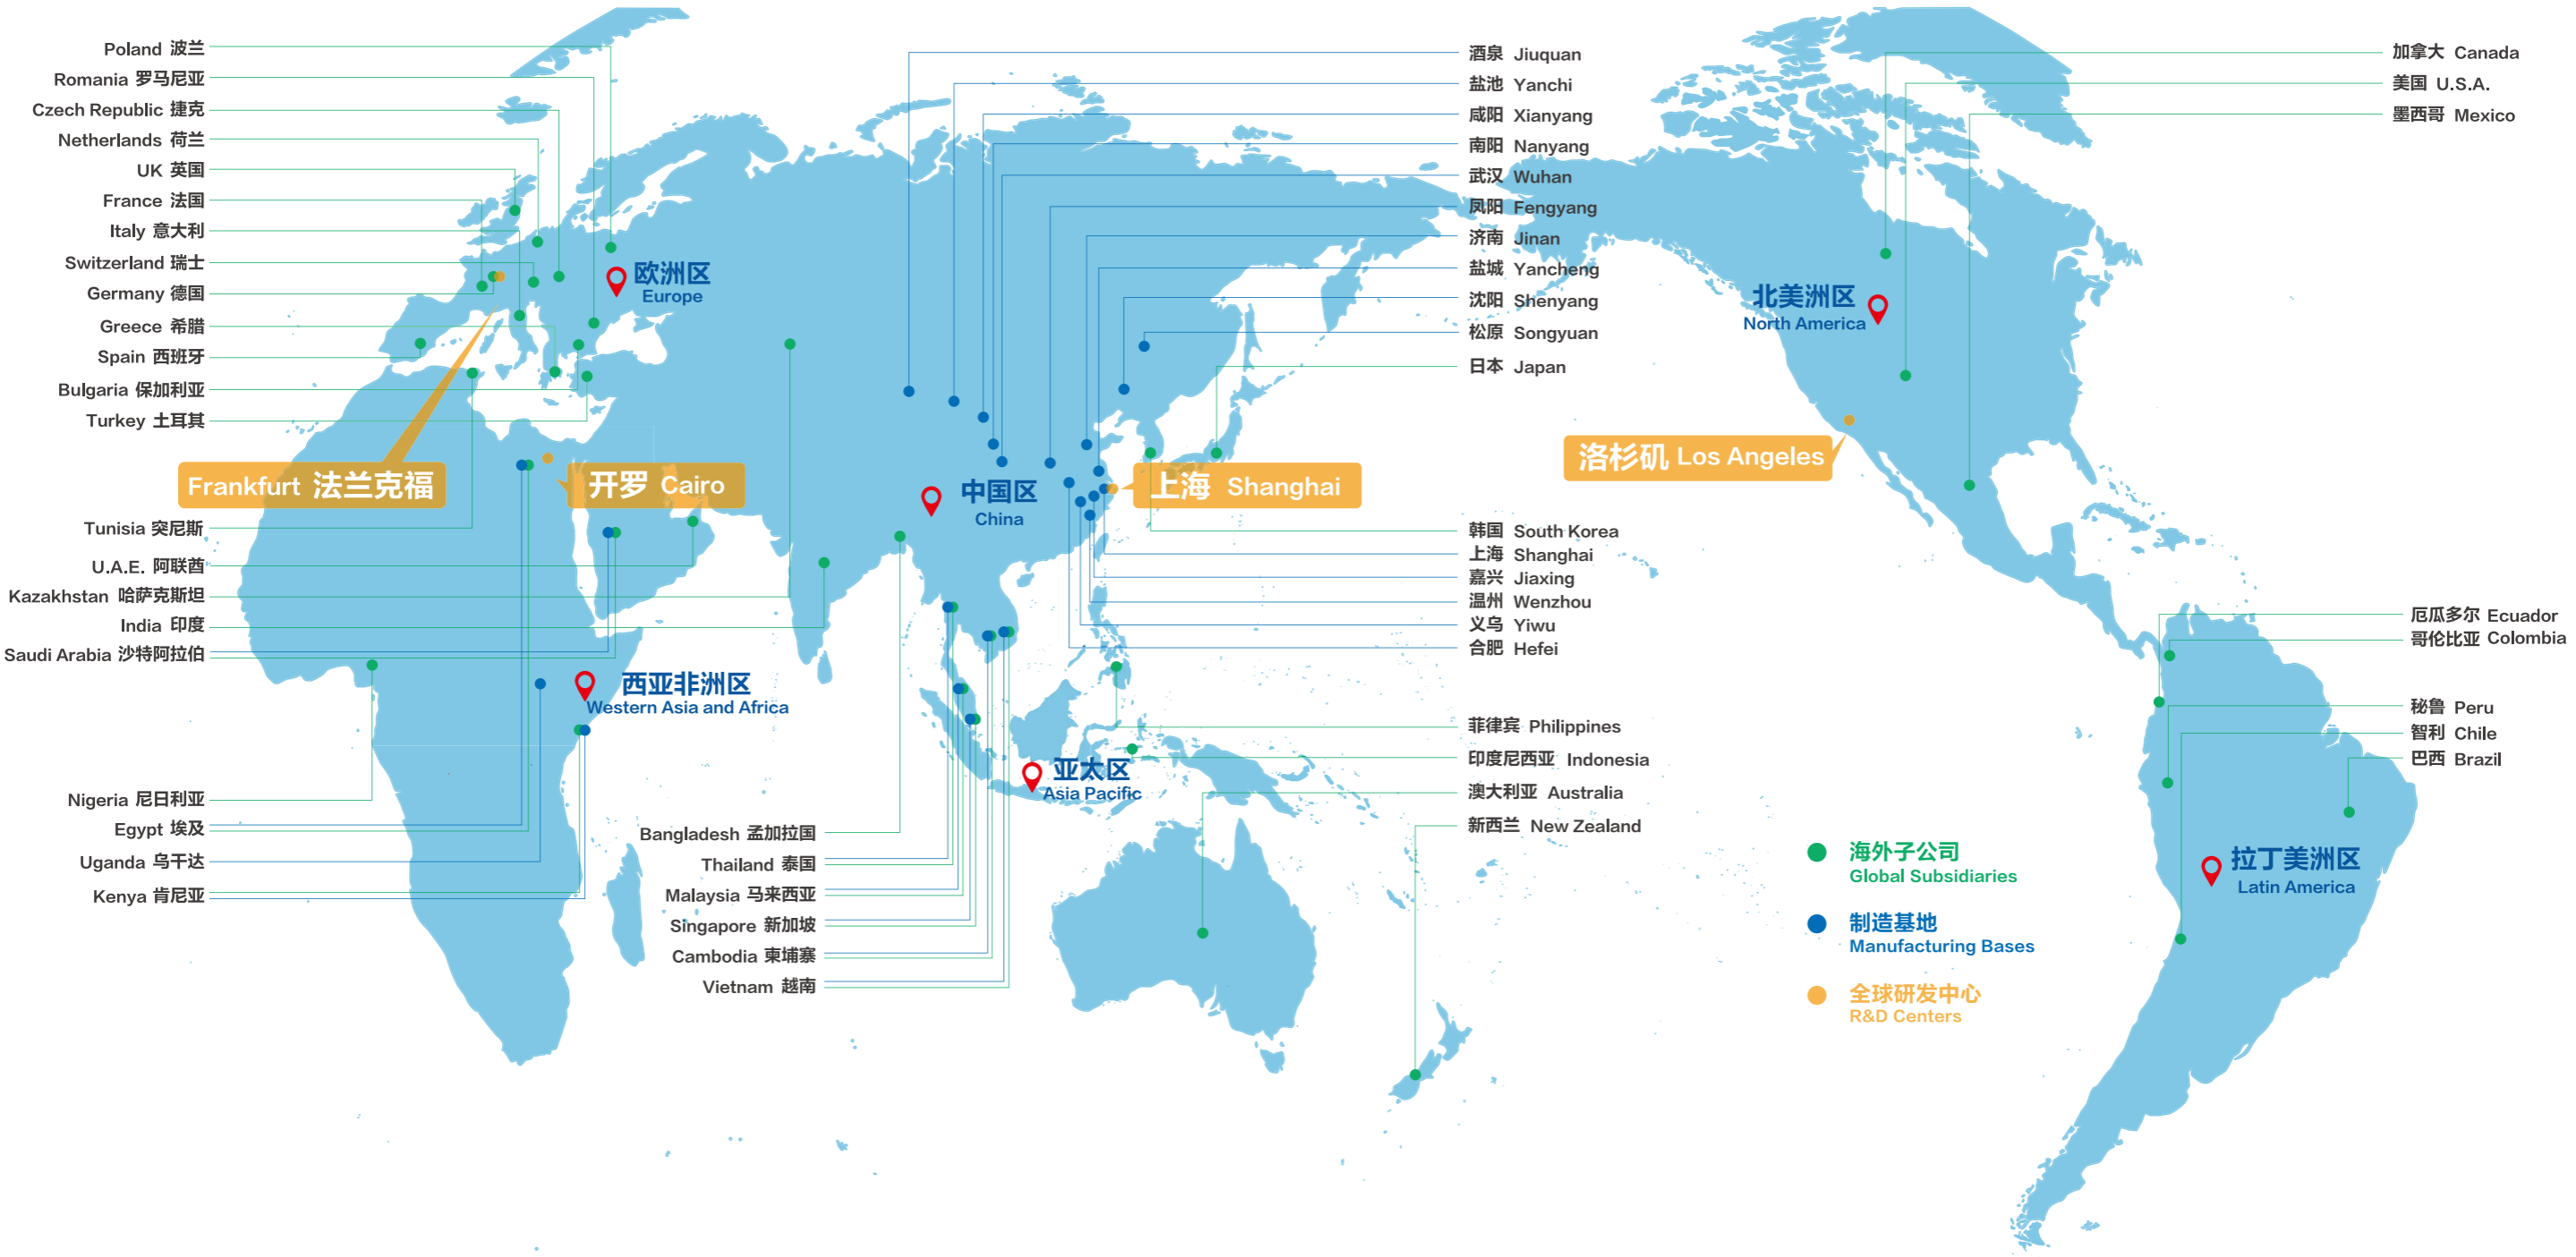 Poland 波兰
Romania 罗马尼亚
Czech Republic 捷克
Netherlands 荷兰
UK 英国
France 法国
Italy 意大利
Switzerland 瑞士
Germany 德国
Greece 希腊
Spain 西班牙
Bulgaria 保加利亚
Turkey 土耳其
Frankfurt 法兰克福
开罗 Cairo
Tunisia 突尼斯
U.A.E. 阿联酋
Kazakhstan 哈萨克斯坦
India 印度
Saudi Arabia 沙特阿拉伯
Nigeria 尼日利亚
Egypt 埃及
Uganda 乌干达
Kenya 肯尼亚
欧洲区
Europe
西亚非洲区
Western Asia and Africa
中国区
China
亚太区
Asia Pacific
Bangladesh 孟加拉国
Thailand 泰国
Malaysia 马来西亚
Singapore 新加坡
Cambodia 柬埔寨
Vietnam 越南
酒泉 Jiuquan
盐池 Yanchi
咸阳 Xianyang
南阳 Nanyang
武汉 Wuhan
凤阳 Fengyang
济南 Jinan
盐城 Yancheng
沈阳 Shenyang
松原 Songyuan
日本 Japan
上海 Shanghai
韩国 South Korea
上海 Shanghai
嘉兴 Jiaxing
温州 Wenzhou
义乌 Yiwu
合肥 Hefei
菲律宾 Philippines
印度尼西亚 Indonesia
澳大利亚 Australia
新西兰 New Zealand
加拿大 Canada
美国 U.S.A.
墨西哥 Mexico
北美洲区
North America
洛杉矶 Los Angeles
厄瓜多尔 Ecuador
哥伦比亚 Colombia
秘鲁 Peru
智利 Chile
巴西 Brazil
拉丁美洲区
Latin America
海外子公司
Global Subsidiaries
制造基地
Manufacturing Bases
全球研发中心
R&D Centers